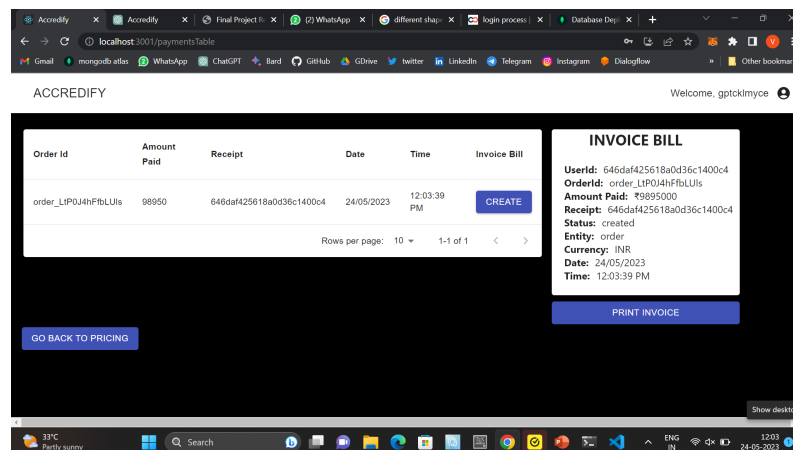 Accredify
Accredify
Final Project R
(2) WhatsApp
different shape
login process |
Database Depl
localhost:3001/paymentsTable
Gmail
mongodb atlas
WhatsApp
ChatGPT
Bard
GitHub
GDrive
twitter
LinkedIn
Telegram
Instagram
Dialogflow
»
Other bookmar
ACCREDIFY
Welcome, gptcklmyce
Order Id
Amount
Paid
Receipt
Date
Time
Invoice Bill
order_LtP0J4hFfbLUls
98950
646daf425618a0d36c1400c4
24/05/2023
12:03:39
PM
CREATE
Rows per page: 10
1-1 of 1
INVOICE BILL
UserId: 646daf425618a0d36c1400c4
OrderId: order_LtP0J4hFfbLUls
Amount Paid: ₹9895000
Receipt: 646daf425618a0d36c1400c4
Status: created
Entity: order
Currency: INR
Date: 24/05/2023
Time: 12:03:39 PM
PRINT INVOICE
GO BACK TO PRICING
Show deskto
33°C
Partly sunny
Search
ENG
IN
12:03
24-05-2023